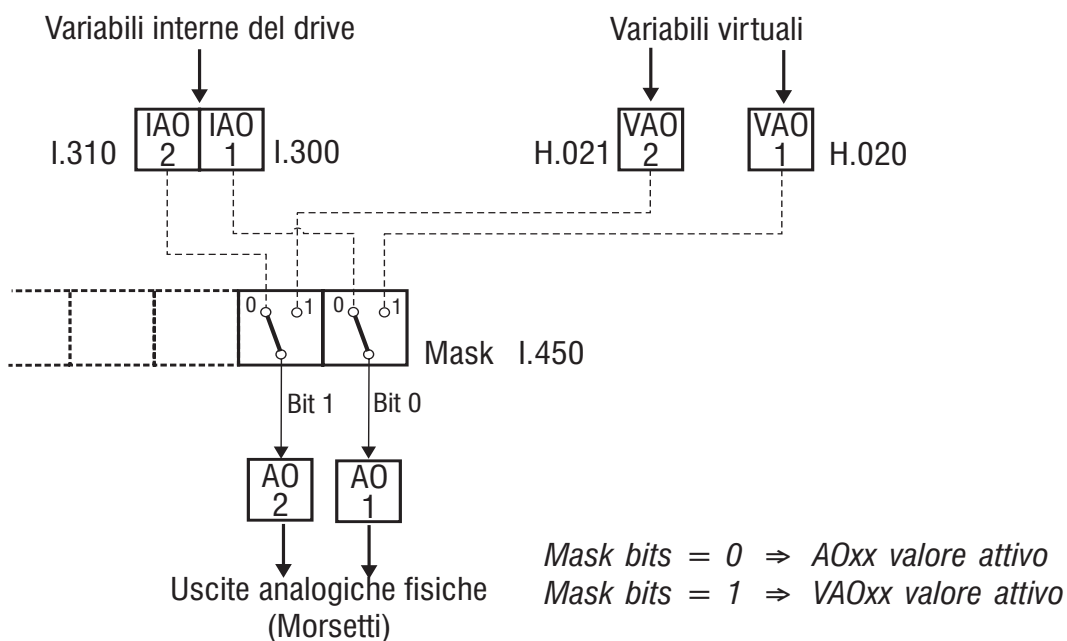 Variabili interne del drive
Variabili virtuali
I.310
IAO
2
IAO
1
I.300
H.021
VAO
2
VAO
1
H.020
0
1
0
1
Mask I.450
Bit 1
Bit 0
AO
2
AO
1
Uscite analogiche fisiche
(Morsetti)
Mask bits = 0 ⇒ AOxx valore attivo
Mask bits = 1 ⇒ VAOxx valore attivo